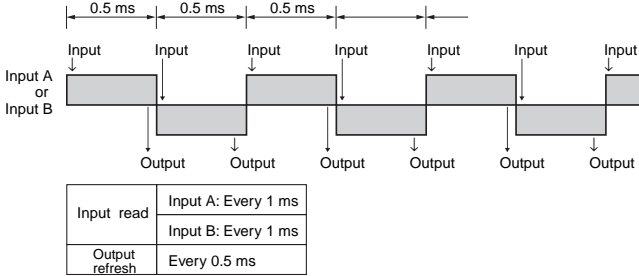 0.5 ms 0.5 ms 0.5 ms
Input Input Input Input Input Input Input
Input A
or
Input B
Output Output Output Output Output Output
Input read
Input A: Every 1 ms
Input B: Every 1 ms
Output
refresh
Every 0.5 ms